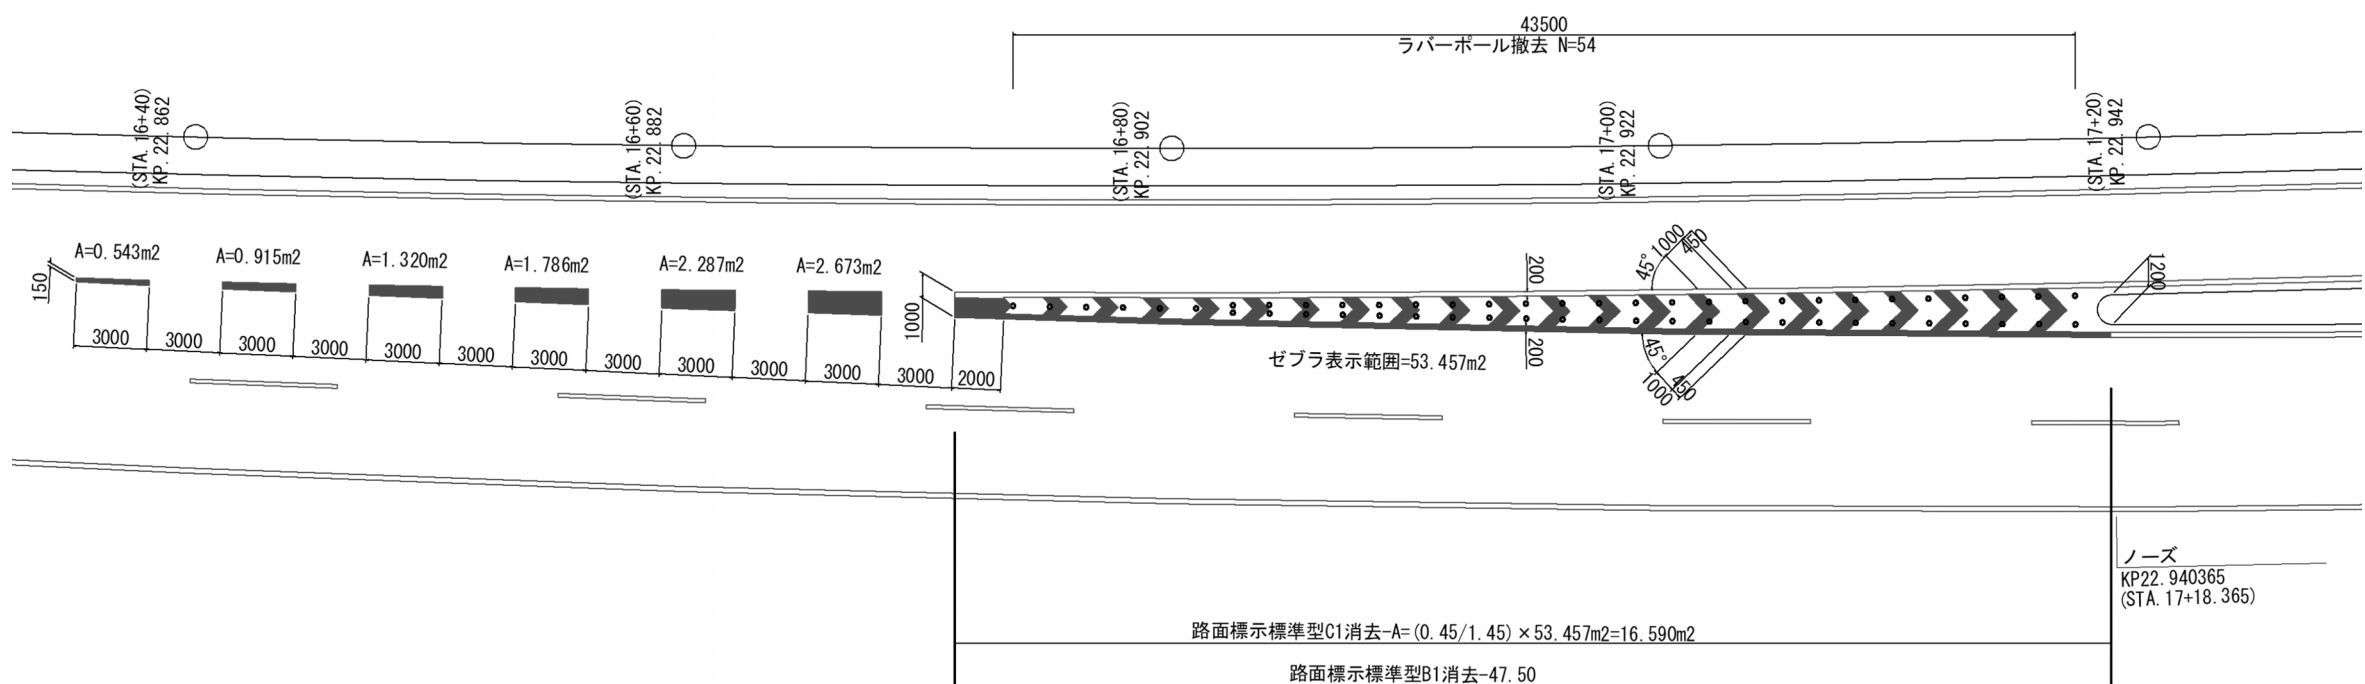 43500
ラバーポール撤去 N=54
(STA.16+40)
KP.22.862
(STA.16+60)
KP.22.882
(STA.16+80)
KP.22.902
(STA.17+00)
KP.22.922
(STA.17+20)
KP.22.942
A=0.543m2
A=0.915m2
A=1.320m2
A=1.786m2
A=2.287m2
A=2.673m2
150
1000
200
45°
1000
450
1200
3000
3000
3000
3000
3000
3000
3000
3000
3000
3000
3000
3000
2000
200
ゼブラ表示範囲=53.457m2
45°
1000
450
ノーズ
KP22.940365
(STA.17+18.365)
路面標示標準型C1消去-A=(0.45/1.45)×53.457m2=16.590m2
路面標示標準型B1消去-47.50